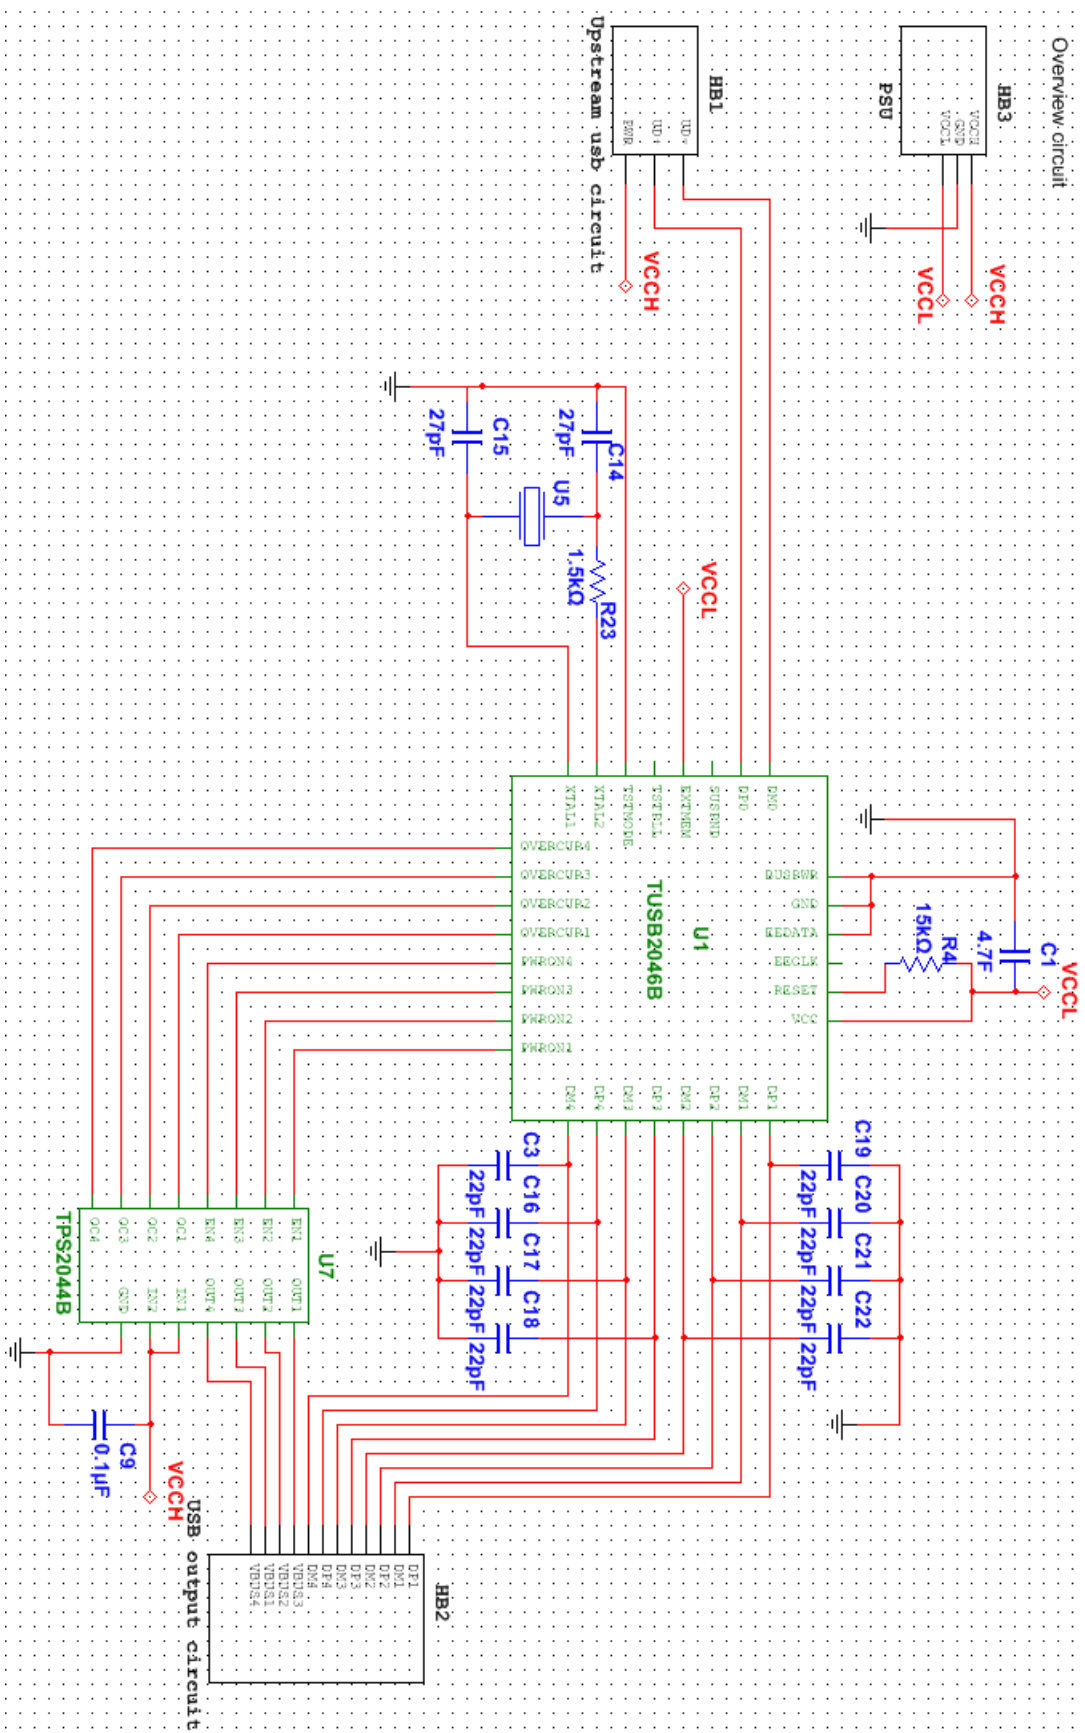 Overview circuit
HB3
VCCH
GND
VCCL
PSU
VCCH
VCCL
HB1
UD-
UD+
PWR
Upstream usb circuit
VCCH
C14
27pF
C15
27pF
U5
R23
1.5kΩ
VCCL
DM0
DP0
SUSPND
EXTMEM
TSTPLL
TSTMODE
XTAL2
XTAL1
BUSPWR
GND
EEDATA
EECLK
RESET
VCC
U1
TUSB2046B
OVERCUR4
OVERCUR3
OVERCUR2
OVERCUR1
PWRON4
PWRON3
PWRON2
PWRON1
DP1
DM1
DP2
DM2
DP3
DM3
DP4
DM4
C1
4.7F
VCCL
R4
15kΩ
C19
22pF
C20
22pF
C21
22pF
C22
22pF
C3
22pF
C16
22pF
C17
22pF
C18
22pF
U7
EN1
EN2
EN3
EN4
OC1
OC2
OC3
OC4
OUT1
OUT2
OUT3
OUT4
IN1
IN2
GND
TPS2044B
C9
0.1µF
VCCH
HB2
DP1
DM1
DP2
DM2
DP3
DM3
DP4
DM4
VBUS3
VBUS2
VBUS1
VBUS4
USB output circuit